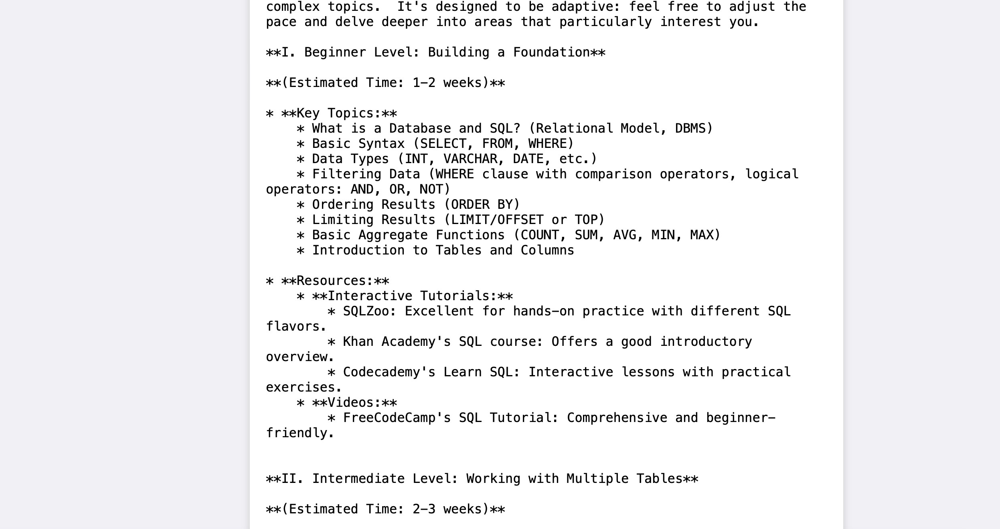 complex topics.  It's designed to be adaptive: feel free to adjust the
pace and delve deeper into areas that particularly interest you.

**I. Beginner Level: Building a Foundation**

**(Estimated Time: 1-2 weeks)**

* **Key Topics:**
    * What is a Database and SQL? (Relational Model, DBMS)
    * Basic Syntax (SELECT, FROM, WHERE)
    * Data Types (INT, VARCHAR, DATE, etc.)
    * Filtering Data (WHERE clause with comparison operators, logical
operators: AND, OR, NOT)
    * Ordering Results (ORDER BY)
    * Limiting Results (LIMIT/OFFSET or TOP)
    * Basic Aggregate Functions (COUNT, SUM, AVG, MIN, MAX)
    * Introduction to Tables and Columns

* **Resources:**
    * **Interactive Tutorials:**
        * SQLZoo: Excellent for hands-on practice with different SQL
flavors.
        * Khan Academy's SQL course: Offers a good introductory
overview.
        * Codecademy's Learn SQL: Interactive lessons with practical
exercises.
    * **Videos:**
        * FreeCodeCamp's SQL Tutorial: Comprehensive and beginner-
friendly.


**II. Intermediate Level: Working with Multiple Tables**

**(Estimated Time: 2-3 weeks)**